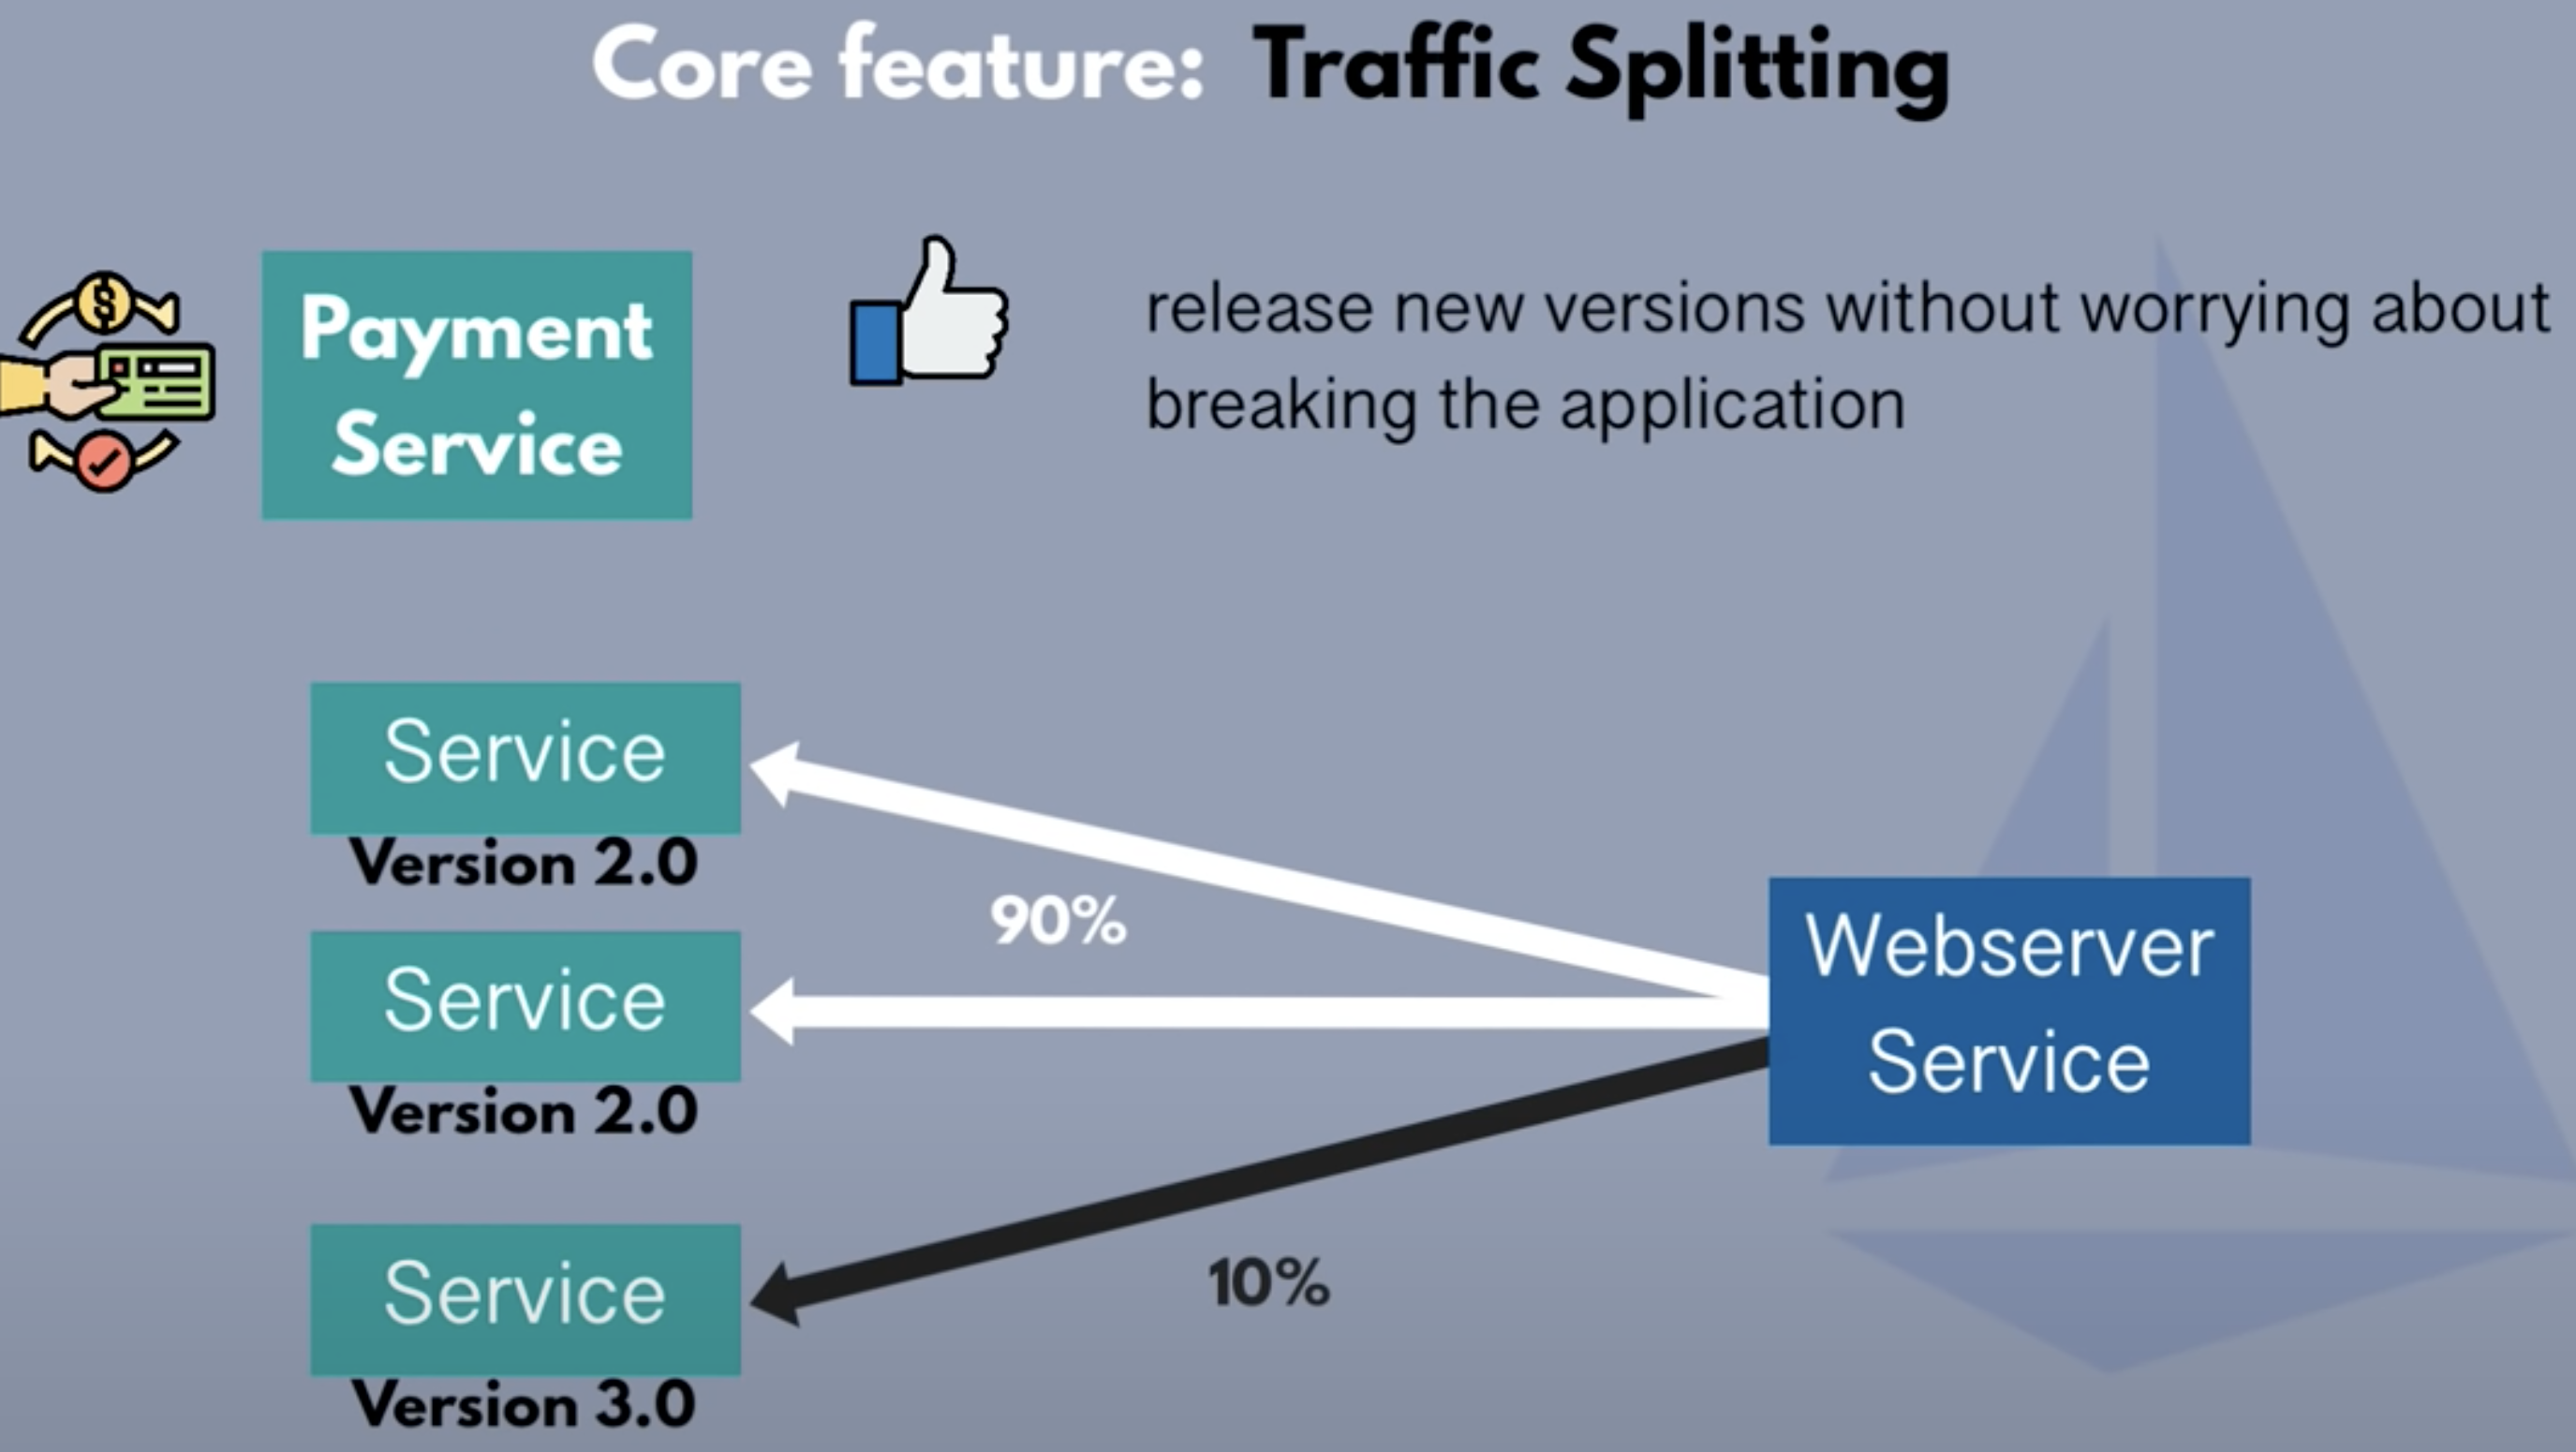 Core feature: Traffic Splitting
Payment
Service
release new versions without worrying about
breaking the application
Service
Version 2.0
90%
Service
Version 2.0
Webserver
Service
10%
Service
Version 3.0